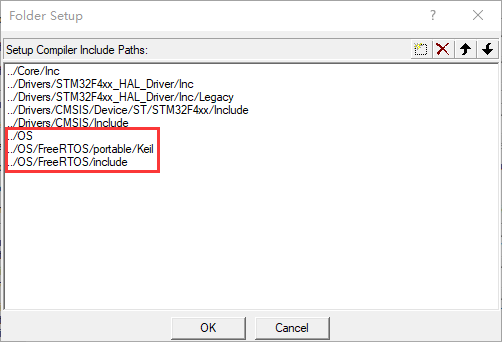 Folder Setup
Setup Compiler Include Paths:
../Core/Inc
../Drivers/STM32F4xx_HAL_Driver/Inc
../Drivers/STM32F4xx_HAL_Driver/Inc/Legacy
../Drivers/CMSIS/Device/ST/STM32F4xx/Include
../Drivers/CMSIS/Include
../OS
../OS/FreeRTOS/portable/Keil
../OS/FreeRTOS/include
OK Cancel